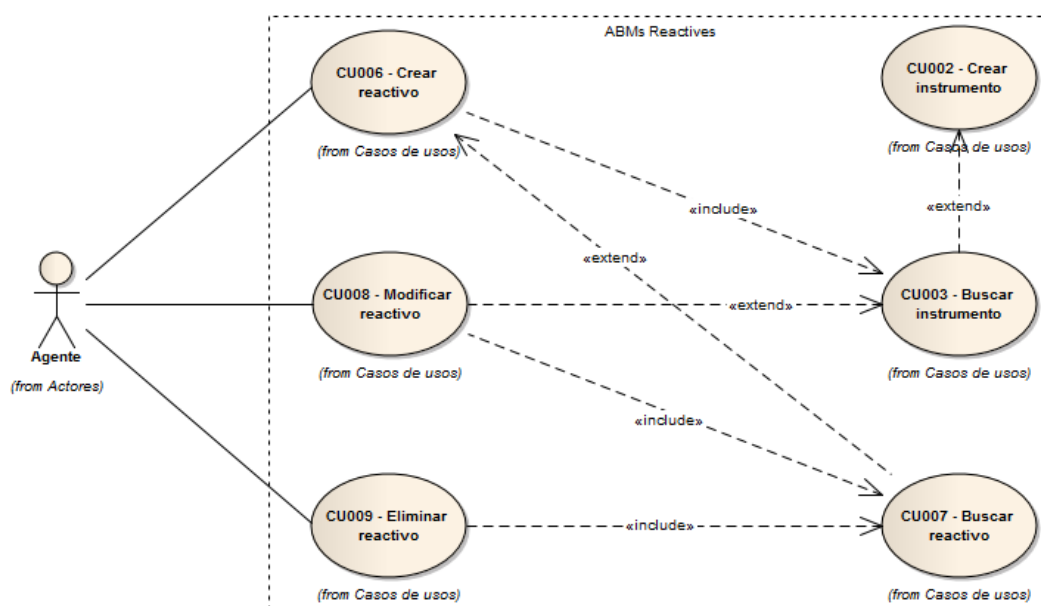 ABMs Reactives
CU006 - Crear
reactivo
(from Casos de usos)
CU002 - Crear
instrumento
(from Casos de usos)
«include»
«extend»
«extend»
Agente
(from Actores)
CU008 - Modificar
reactivo
(from Casos de usos)
«extend»
CU003 - Buscar
instrumento
(from Casos de usos)
«include»
CU009 - Eliminar
reactivo
(from Casos de usos)
«include»
CU007 - Buscar
reactivo
(from Casos de usos)